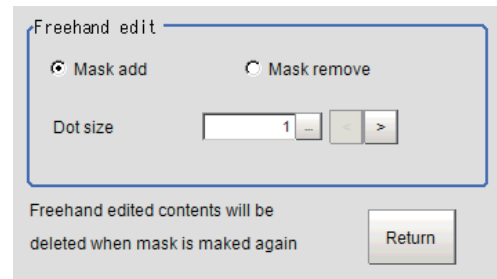 Freehand edit
Mask add Mask remove
Dot size 1 ... < >
Freehand edited contents will be
deleted when mask is maked again
Return